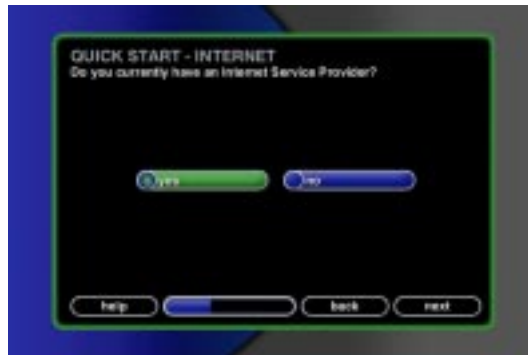 QUICK START - INTERNET
Do you currently have an Internet Service Provider?
yes no
help back next